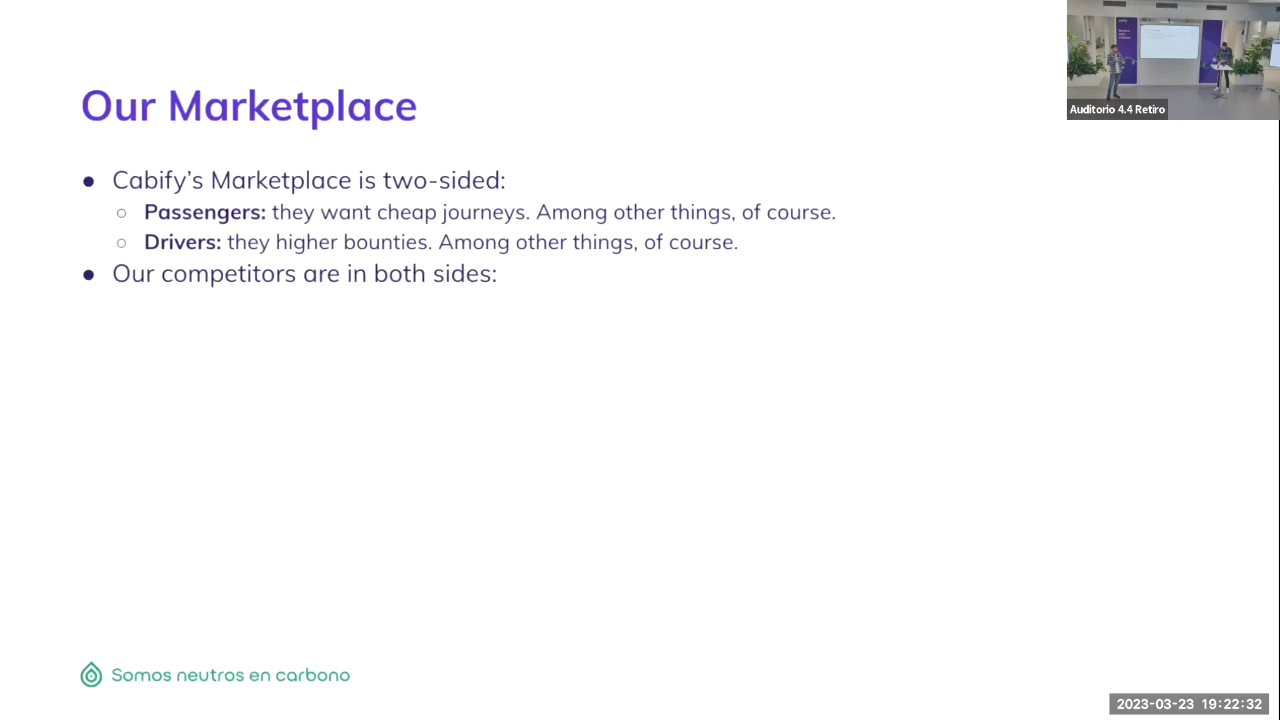 Our Marketplace
● Cabify’s Marketplace is two-sided:
○ Passengers: they want cheap journeys. Among other things, of course.
○ Drivers: they higher bounties. Among other things, of course.
● Our competitors are in both sides:
Somos neutros en carbono
Auditorio 4.4 Retiro
2023-03-23 19:22:32